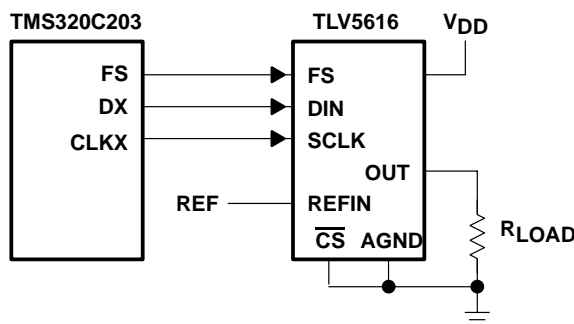 TMS320C203
TLV5616
VDD
FS
DX
CLKX
FS
DIN
SCLK
OUT
REF
REFIN
CS AGND
RLOAD